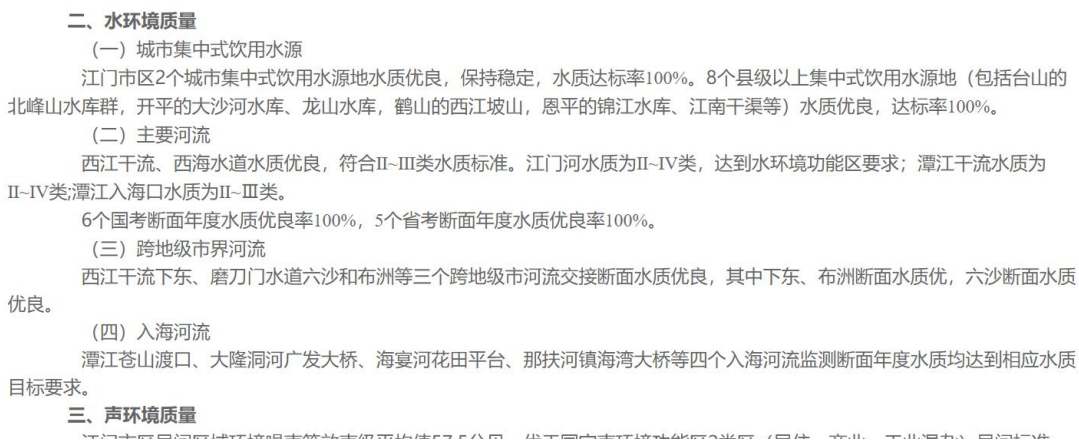 二、水环境质量
（一）城市集中式饮用水源
江门市区2个城市集中式饮用水源地水质优良，保持稳定，水质达标率100%。8个县级以上集中式饮用水源地（包括台山的
北峰山水库群，开平的大沙河水库、龙山水库，鹤山的西江坡山，恩平的锦江水库、江南干渠等）水质优良，达标率100%。
（二）主要河流
西江干流、西海水道水质优良，符合II~III类水质标准。江门河水质为II~IV类，达到水环境功能区要求；潭江干流水质为
II~IV类;潭江入海口水质为II~Ⅲ类。
6个国考断面年度水质优良率100%，5个省考断面年度水质优良率100%。
（三）跨地级市界河流
西江干流下东、磨刀门水道六沙和布洲等三个跨地级市河流交接断面水质优良，其中下东、布洲断面水质优，六沙断面水质
优良。
（四）入海河流
潭江苍山渡口、大隆洞河广发大桥、海宴河花田平台、那扶河镇海湾大桥等四个入海河流监测断面年度水质均达到相应水质
目标要求。
三、声环境质量